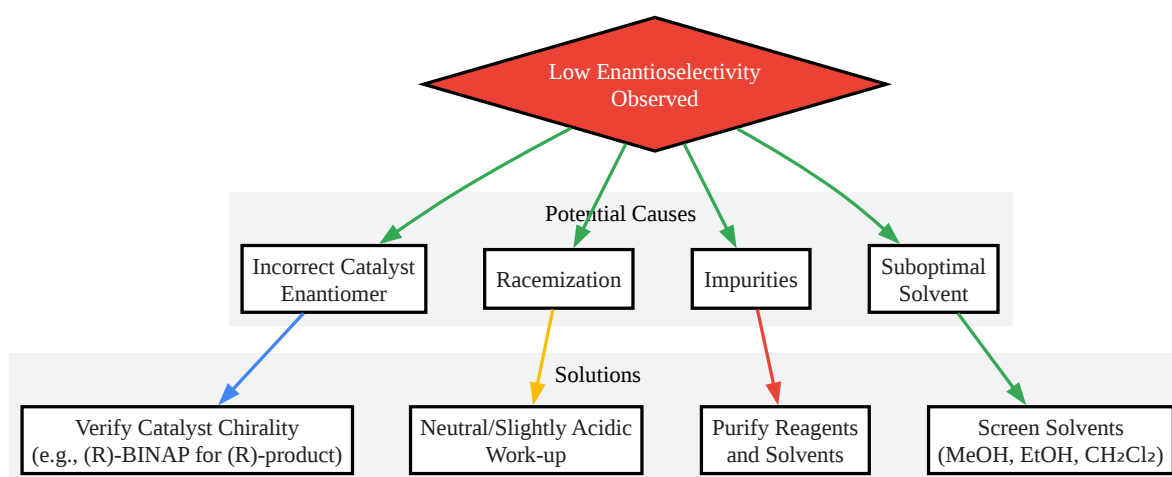 Low Enantioselectivity
Observed
Potential Causes
Incorrect Catalyst
Enantiomer
Racemization
Impurities
Suboptimal
Solvent
Solutions
Verify Catalyst Chirality
(e.g., (R)-BINAP for (R)-product)
Neutral/Slightly Acidic
Work-up
Purify Reagents
and Solvents
Screen Solvents
(MeOH, EtOH, CH₂Cl₂)